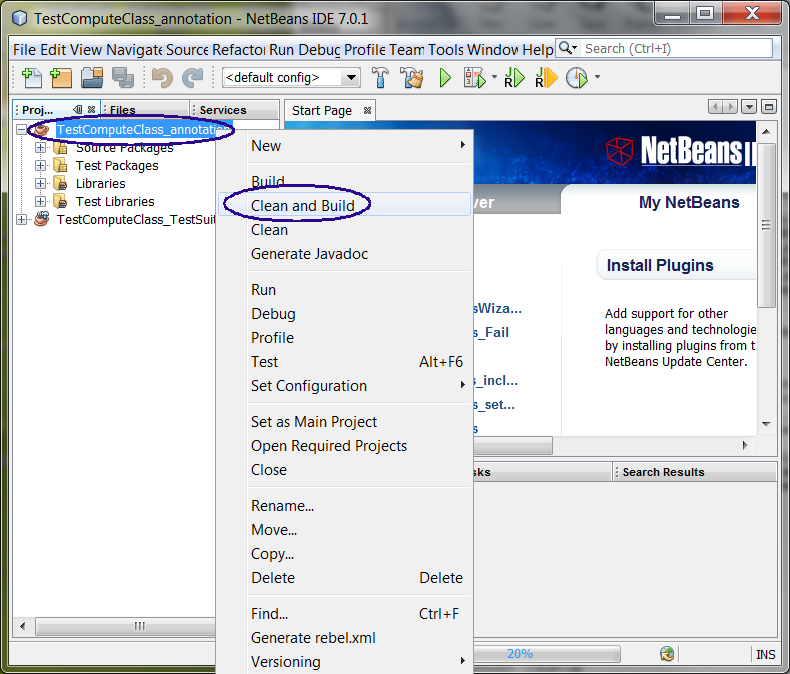 TestComputeClass_annotation - NetBeans IDE 7.0.1
File Edit View Navigate Source Refactor Run Debug Profile Team Tools Window Help Search (Ctrl+I)
<default config>
Proj... Files Services Start Page
TestComputeClass_annotation
Source Packages
Test Packages
Libraries
Test Libraries
TestComputeClass_TestSuit
New
Build
Clean and Build
Clean
Generate Javadoc
Run
Debug
Profile
Test Alt+F6
Set Configuration
Set as Main Project
Open Required Projects
Close
Rename...
Move...
Copy...
Delete Delete
Find... Ctrl+F
Generate rebel.xml
Versioning
NetBeans
ver My NetBeans
Install Plugins
sWiza...
s_Fail
Add support for other
languages and technologie
by installing plugins from t
NetBeans Update Center.
s_incl...
s_set...
s
sks Search Results
20% INS